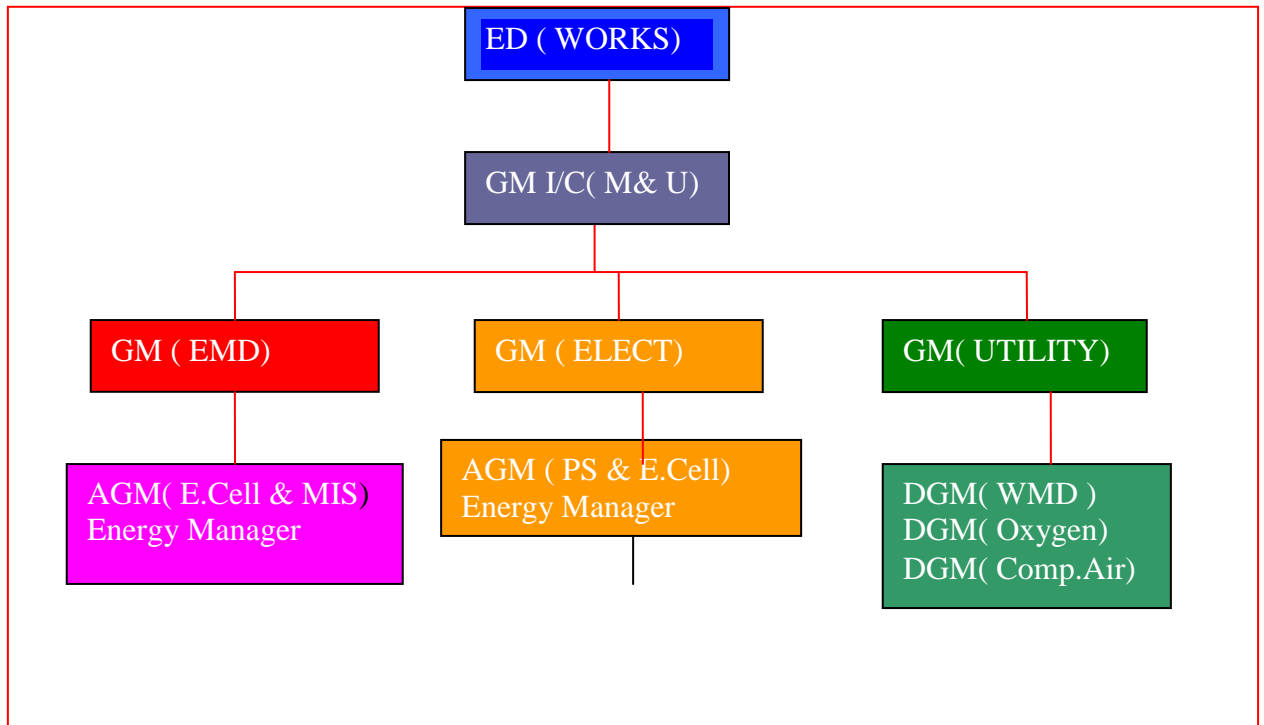 ED ( WORKS)
GM I/C( M& U)
GM ( EMD)
GM ( ELECT)
GM( UTILITY)
AGM( E.Cell & MIS)
Energy Manager
AGM ( PS & E.Cell)
Energy Manager
DGM( WMD )
DGM( Oxygen)
DGM( Comp.Air)